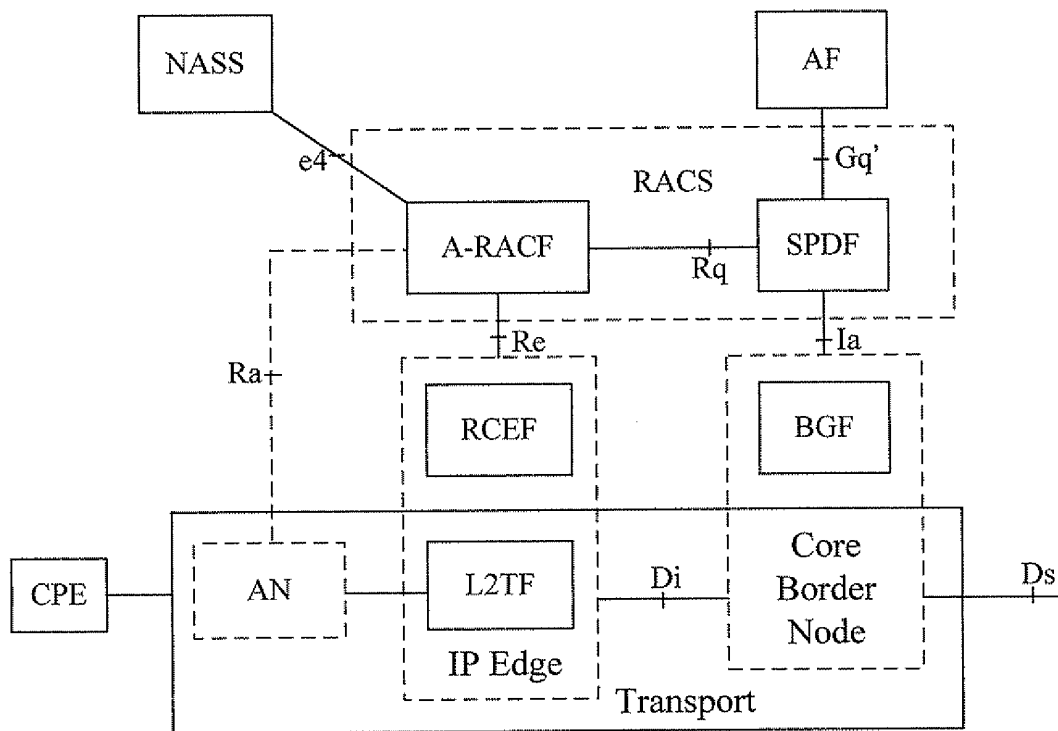 NASS
AF
e4
Gq’
RACS
A-RACF
SPDF
Rq
Re
Ia
Ra
RCEF
BGF
CPE
AN
L2TF
Di
Core
Border
Node
Ds
IP Edge
Transport